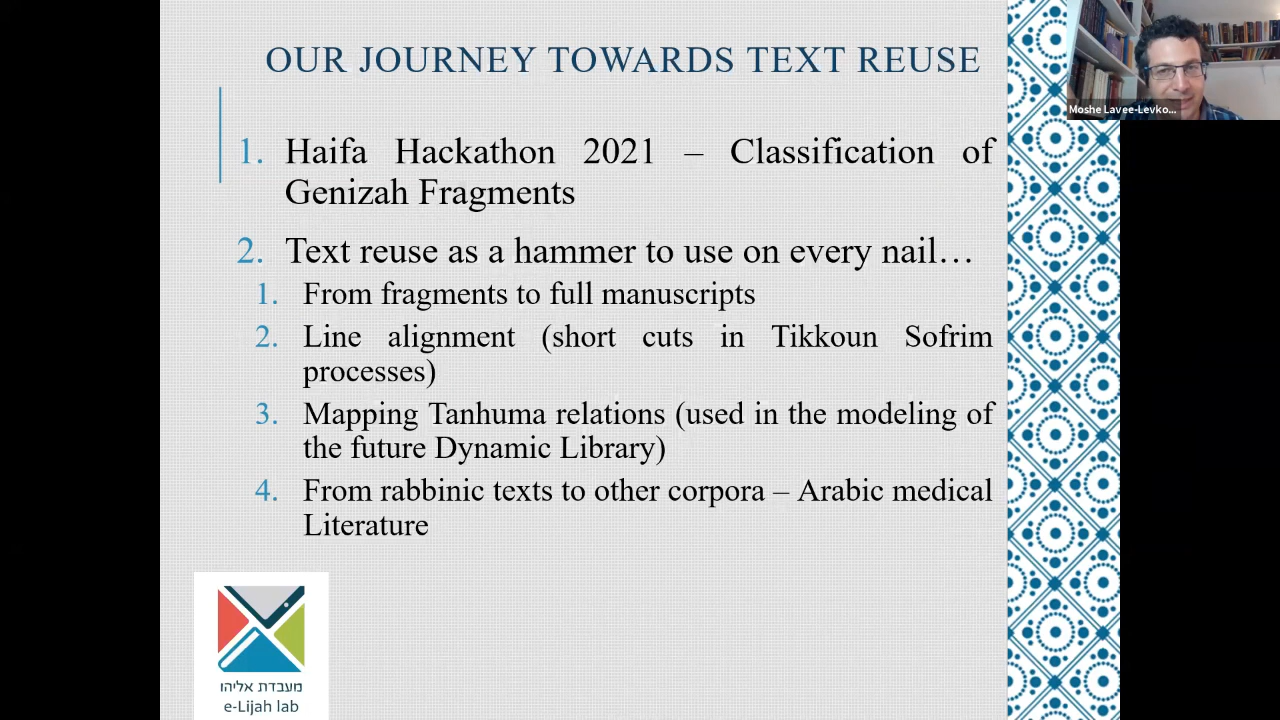 OUR JOURNEY TOWARDS TEXT REUSE
Moshe Lavee-Levko...
1. Haifa Hackathon 2021 – Classification of
Genizah Fragments
2. Text reuse as a hammer to use on every nail…
1. From fragments to full manuscripts
2. Line alignment (short cuts in Tikkoun Sofrim
processes)
3. Mapping Tanhuma relations (used in the modeling of
the future Dynamic Library)
4. From rabbinic texts to other corpora – Arabic medical
Literature
מעבדת אליהו
e-Lijah lab